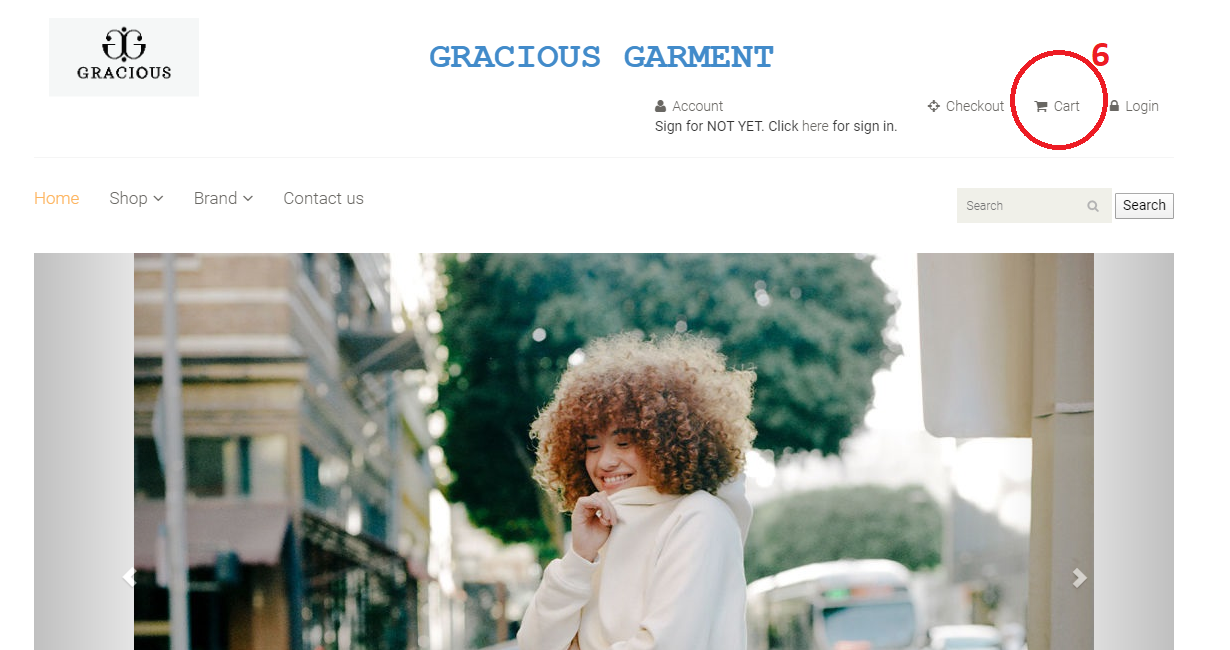 GRACIOUS
GRACIOUS GARMENT
6
Account
Checkout
Cart
Login
Sign for NOT YET. Click here for sign in.
Home
Shop
Brand
Contact us
Search
Search